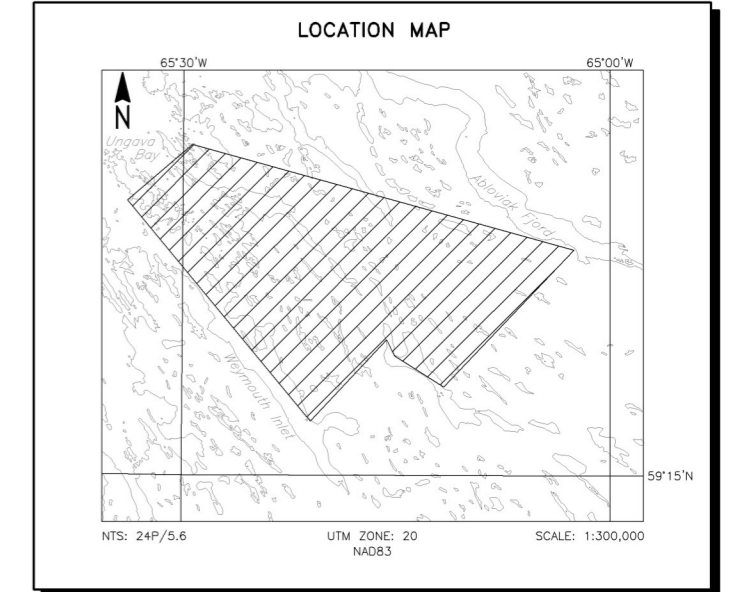 LOCATION MAP
65°30'W
65°00'W
N
Ungava
Bay
Abloviak Fjord
Weymouth Inlet
59°15'N
NTS: 24P/5.6
UTM ZONE: 20
SCALE: 1:300,000
NAD83